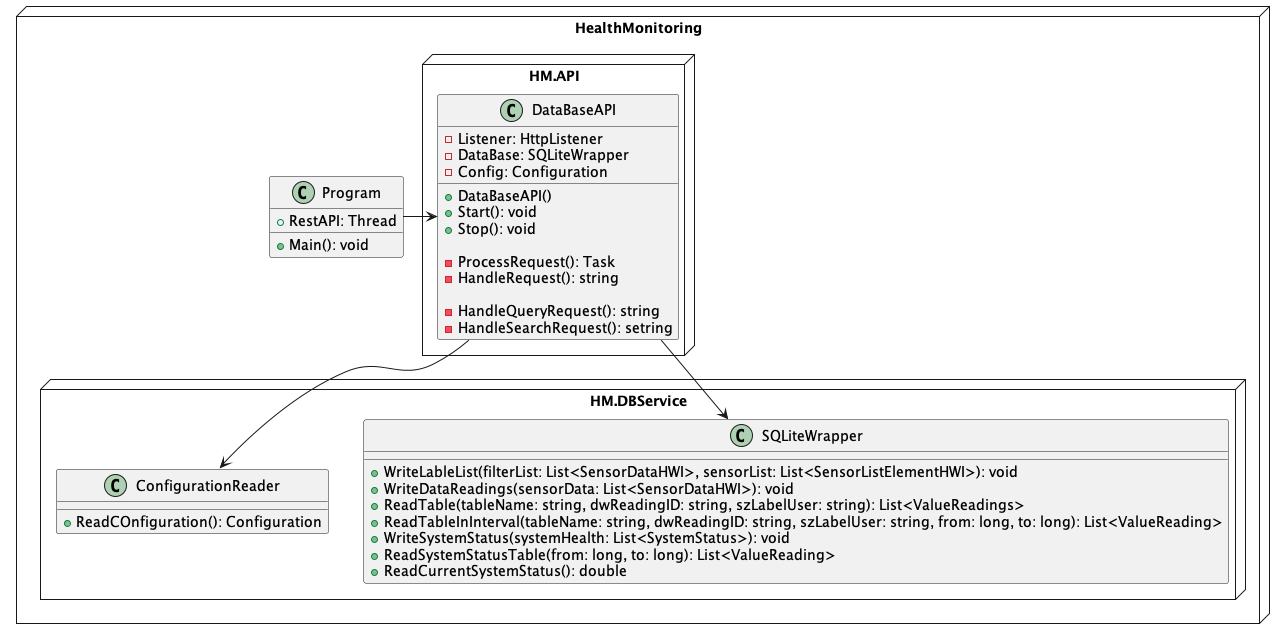 HealthMonitoring
HM.API
C DataBaseAPI
Listener: HttpListener
DataBase: SQLiteWrapper
Config: Configuration
DataBaseAPI()
Start(): void
Stop(): void
ProcessRequest(): Task
HandleRequest(): string
HandleQueryRequest(): string
HandleSearchRequest(): setring
C Program
RestAPI: Thread
Main(): void
HM.DBService
C ConfigurationReader
ReadCOnfiguration(): Configuration
C SQLiteWrapper
WriteLableList(filterList: List<SensorDataHWI>, sensorList: List<SensorListElementHWI>): void
WriteDataReadings(sensorData: List<SensorDataHWI>): void
ReadTable(tableName: string, dwReadingID: string, szLabelUser: string): List<ValueReadings>
ReadTableInInterval(tableName: string, dwReadingID: string, szLabelUser: string, from: long, to: long): List<ValueReading>
WriteSystemStatus(systemHealth: List<SystemStatus>): void
ReadSystemStatusTable(from: long, to: long): List<ValueReading>
ReadCurrentSystemStatus(): double